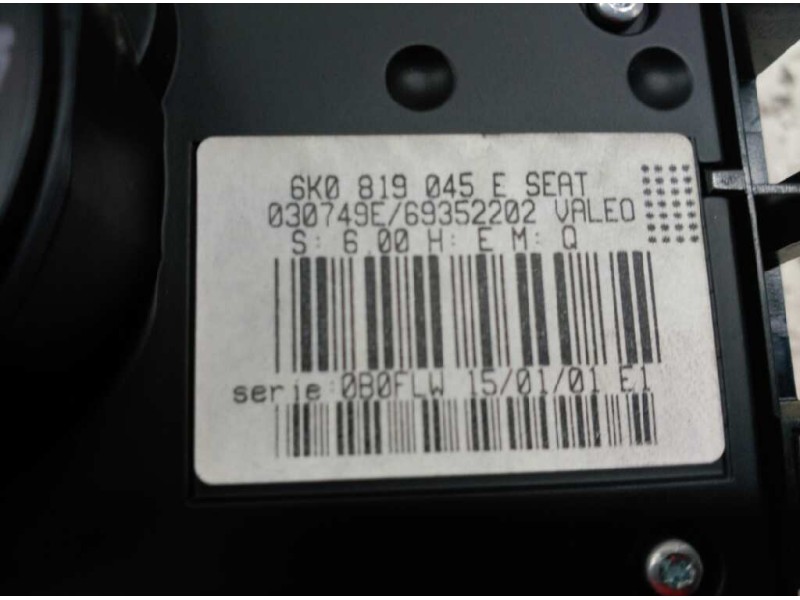 6K0 819 045 E SEAT
030749E/69352202 VALEO
S: 6.00 H: E M: Q
serie:0B0FLW 15/01/01 E1